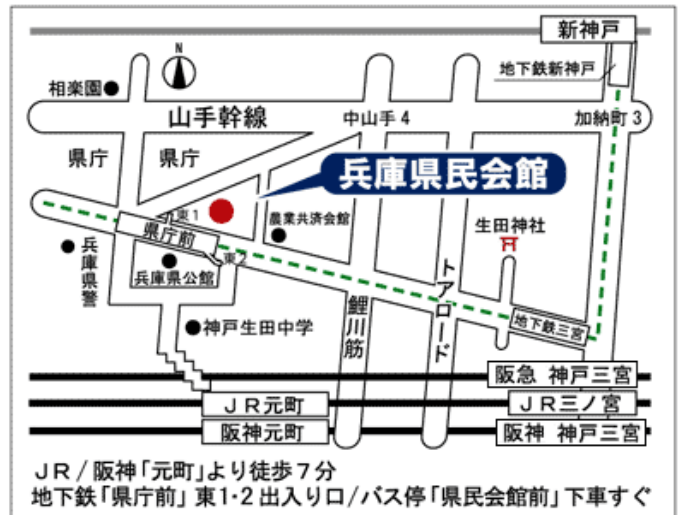 新神戸
N
地下鉄新神戸
相楽園
山手幹線
中山手4
加納町3
県庁
県庁
兵庫県民会館
東1
農業共済会館
生田神社
県庁前
東2
兵庫県警
兵庫県公館
トアロード
鯉川筋
地下鉄三宮
神戸生田中学
阪急 神戸三宮
JR元町
JR三ノ宮
阪神元町
阪神 神戸三宮
JR/阪神「元町」より徒歩7分
地下鉄「県庁前」東1・2出入り口/バス停「県民会館前」下車すぐ